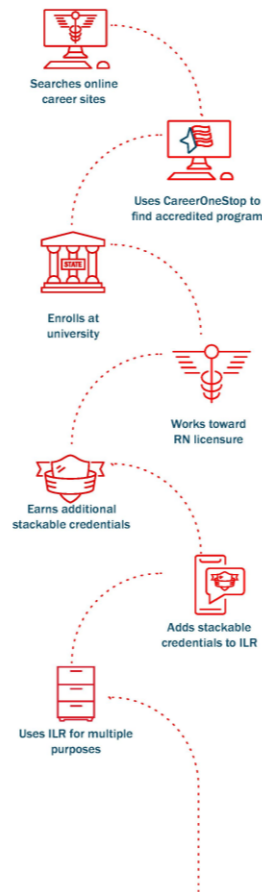 Searches online
career sites
Uses CareerOneStop to
find accredited program
STATE
Enrolls at
university
Works toward
RN licensure
Earns additional
stackable credentials
Adds stackable
credentials to ILR
Uses ILR for multiple
purposes